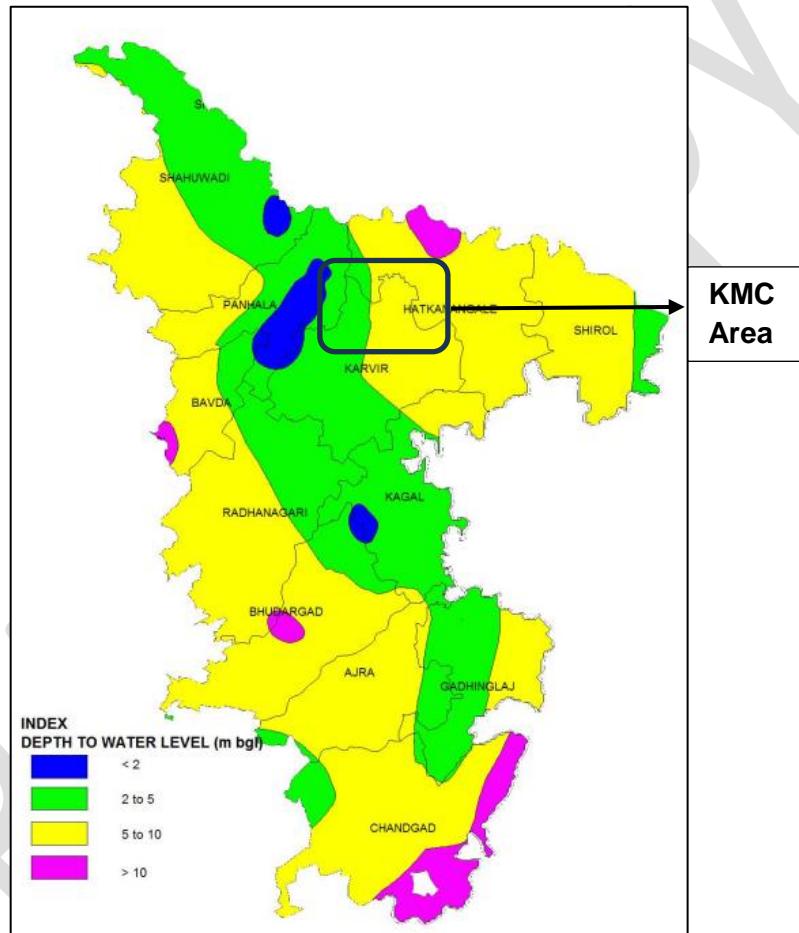 SHAHUWADI
PANHALA
HATKANANGALE
SHIROL
KARVIR
BAVDA
KAGAL
RADHANAGARI
BHUDARGAD
AJRA
GADHINGLAJ
CHANDGAD
KMC
Area
INDEX
DEPTH TO WATER LEVEL (m bgl)
< 2
2 to 5
5 to 10
> 10